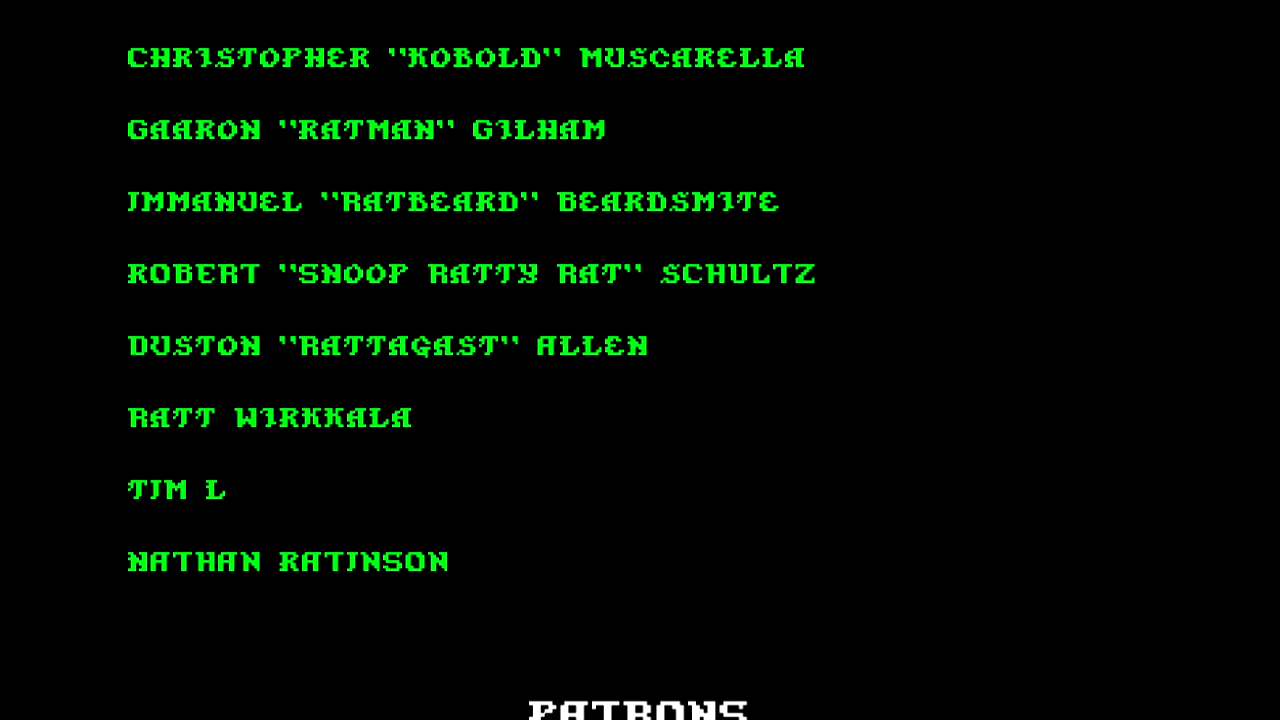 CHRISTOPHER "KOBOLD" MUSCARELLA
GAARON "RATMAN" GILHAM
IMMANUEL "RATBEARD" BEARDSMITE
ROBERT "SNOOP RATTY RAT" SCHULTZ
DUSTON "RATTAGAST" ALLEN
RATT WIRKKALA
TIM L
NATHAN RATINSON
PATRONS